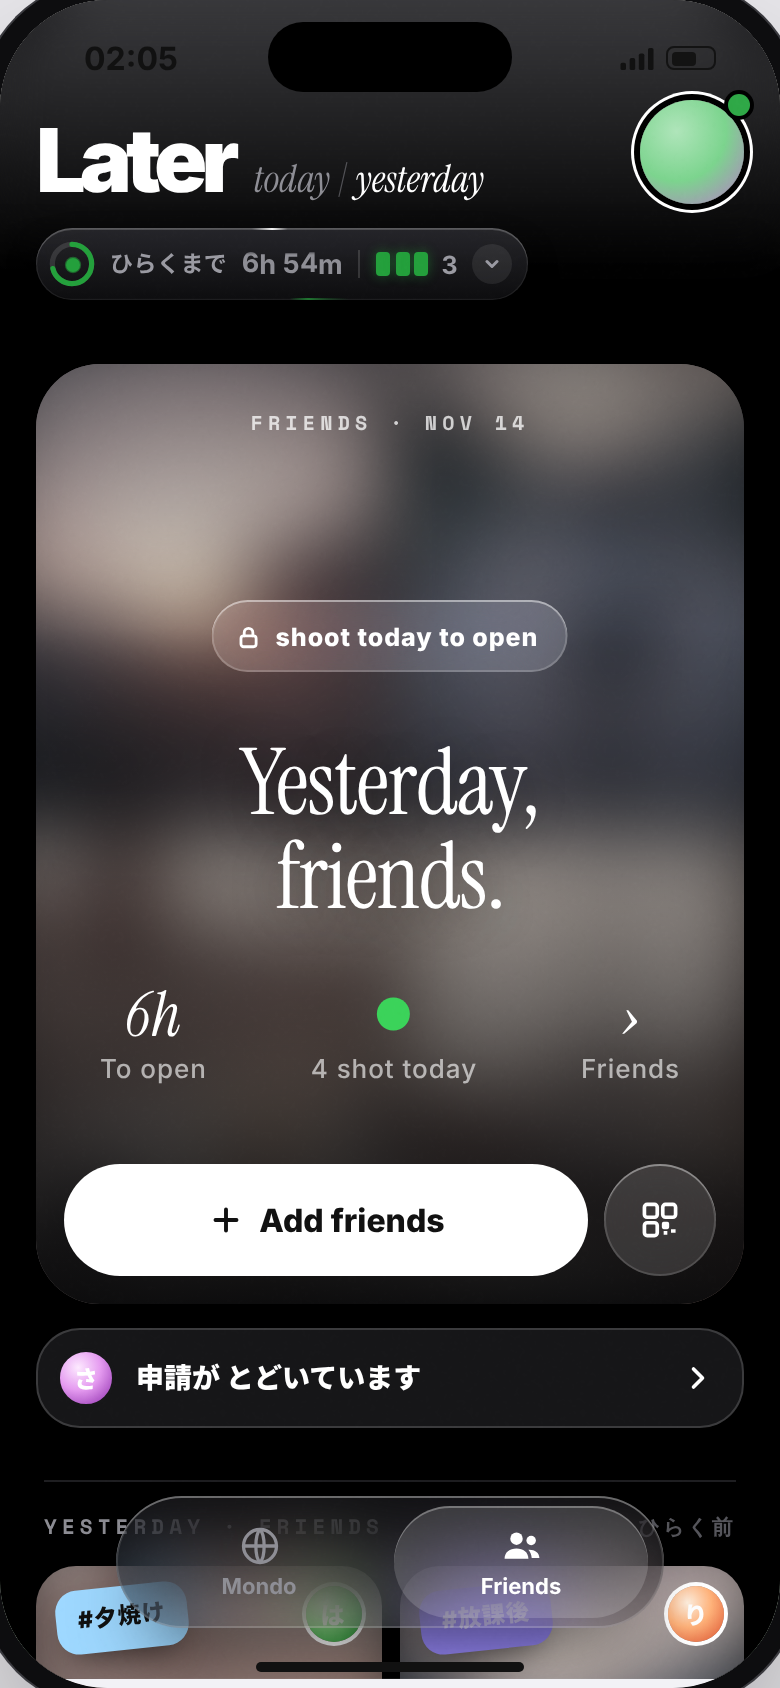 02:05
Later today / yesterday
ひらくまで 6h 54m 3
FRIENDS · NOV 14
shoot today to open
Yesterday,
friends.
6h
To open
4 shot today
›
Friends
+ Add friends
さ 申請が とどいています
YESTERDAY · FRIENDS
ひらく前
Mondo
Friends
#夕焼け
は
#放課後
り